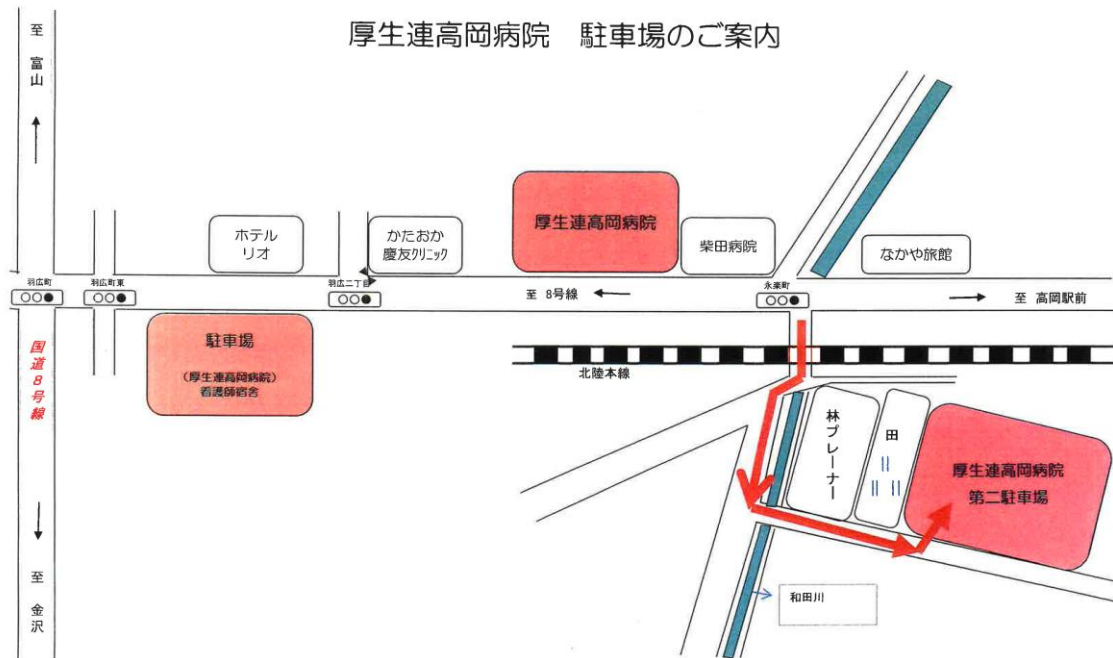 厚生連高岡病院 駐車場のご案内
至 富山
ホテル
リオ
かたおか
慶友クリニック
厚生連高岡病院
柴田病院
なかや旅館
羽広町
羽広町東
羽広二丁目
至 8号線
永楽町
至 高岡駅前
国道8号線
駐車場
(厚生連高岡病院)
看護師宿舎
北陸本線
林プレーナー
田
厚生連高岡病院
第二駐車場
至 金沢
和田川